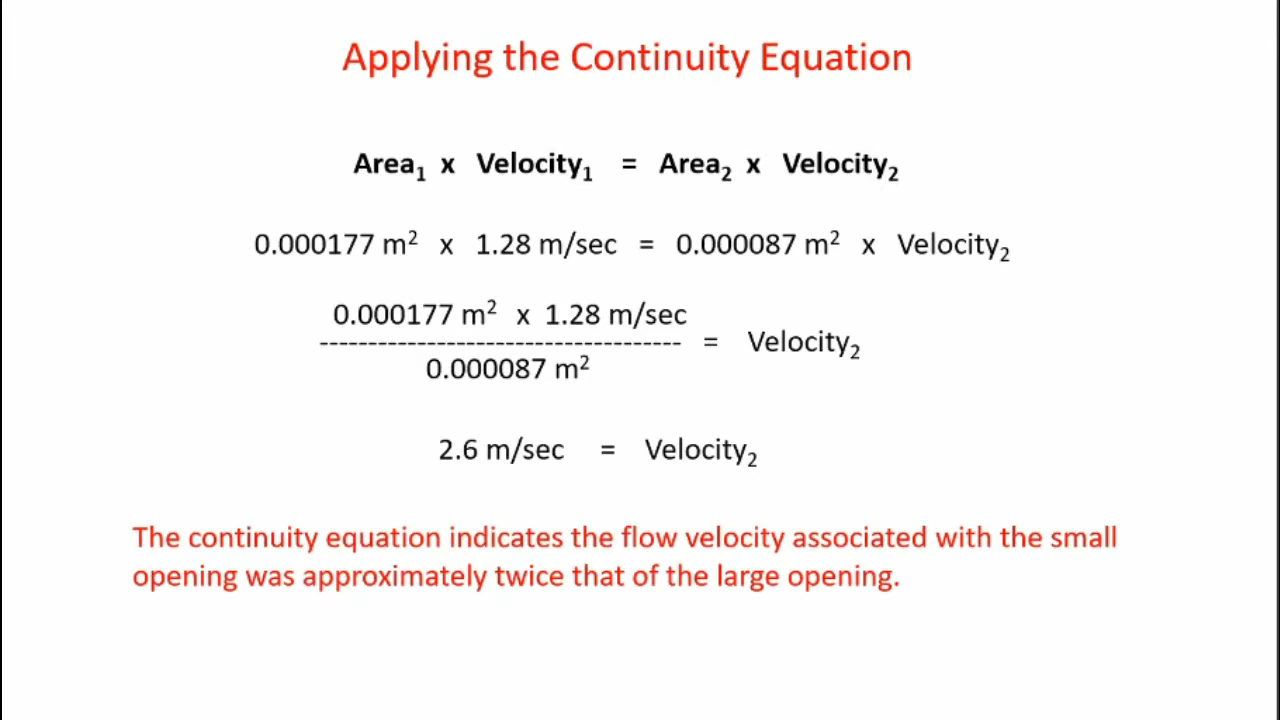 Applying the Continuity Equation
Area₁ x Velocity₁ = Area₂ x Velocity₂
0.000177 m² x 1.28 m/sec = 0.000087 m² x Velocity₂
0.000177 m² x 1.28 m/sec
------------------------------------- = Velocity₂
0.000087 m²
2.6 m/sec = Velocity₂
The continuity equation indicates the flow velocity associated with the small
opening was approximately twice that of the large opening.